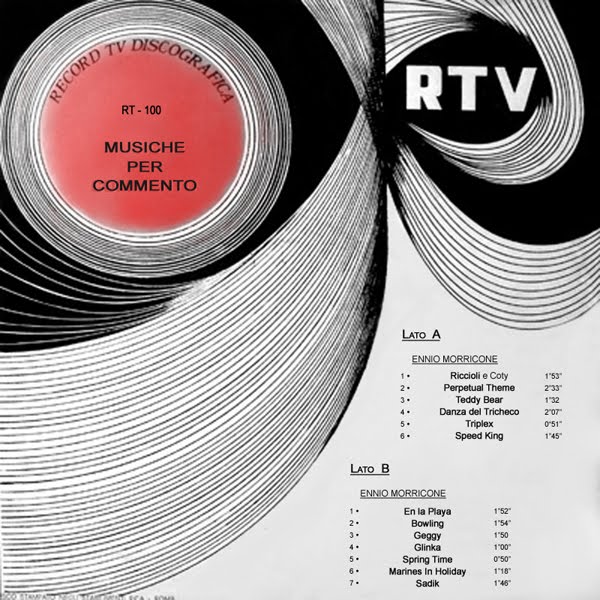 RECORD TV DISCOGRAFICA
RT - 100
MUSICHE
PER
COMMENTO
RTV
LATO A
ENNIO MORRICONE
1 • Riccioli e Coty 1"53"
2 • Perpetual Theme 2"33"
3 • Teddy Bear 1"32
4 • Danza del Tricheco 2"07"
5 • Triplex 0"51"
6 • Speed King 1"45"
LATO B
ENNIO MORRICONE
1 • En la Playa 1"52"
2 • Bowling 1"54"
3 • Geggy 1"50
4 • Glinka 1"00"
5 • Spring Time 0"50"
6 • Marines In Holiday 1"18"
7 • Sadik 1"46"